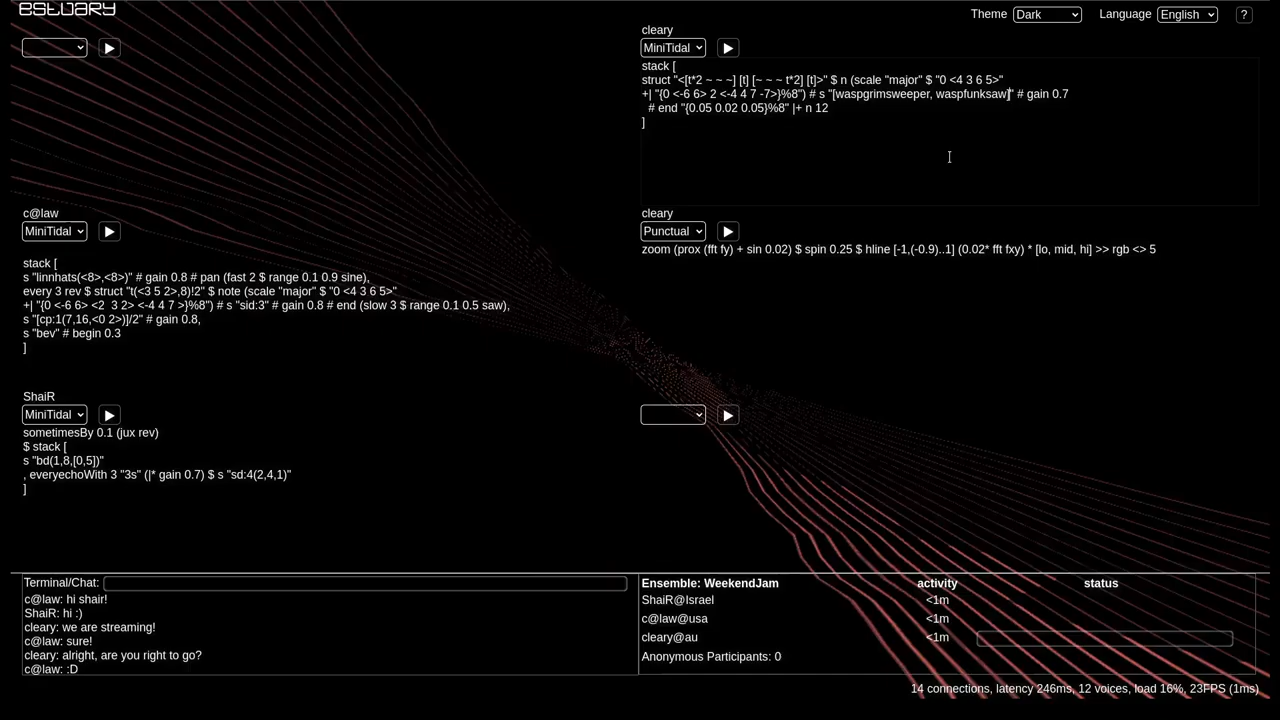 estuary
Theme Dark Language English ?
cleary
MiniTidal
stack [
struct "<[t*2 ~ ~ ~] [t] [~ ~ ~ t*2] [t]>" $ n (scale "major" $ "0 <4 3 6 5>"
+| "{0 <-6 6> 2 <-4 4 7 -7>}%8") # s "[waspgrimsweeper, waspfunksaw]" # gain 0.7
# end "{0.05 0.02 0.05}%8" |+ n 12
]
c@law
MiniTidal
stack [
s "linnhats(<8>,<8>)" # gain 0.8 # pan (fast 2 $ range 0.1 0.9 sine),
every 3 rev $ struct "t(<3 5 2>,8)!2" $ note (scale "major" $ "0 <4 3 6 5>"
+| "{0 <-6 6> <2 3 2> <-4 4 7 >}%8") # s "sid:3" # gain 0.8 # end (slow 3 $ range 0.1 0.5 saw),
s "[cp:1(7,16,<0 2>)]/2" # gain 0.8,
s "bev" # begin 0.3
]
cleary
Punctual
zoom (prox (fft fy) + sin 0.02) $ spin 0.25 $ hline [-1,(-0.9)..1] (0.02* fft fxy) * [lo, mid, hi] >> rgb <> 5
ShaiR
MiniTidal
sometimesBy 0.1 (jux rev)
$ stack [
s "bd(1,8,[0,5])"
, everyechoWith 3 "3s" (|* gain 0.7) $ s "sd:4(2,4,1)"
]
Terminal/Chat:
c@law: hi shair!
ShaiR: hi :)
cleary: we are streaming!
c@law: sure!
cleary: alright, are you right to go?
c@law: :D
Ensemble: WeekendJam activity status
ShaiR@Israel <1m
c@law@usa <1m
cleary@au <1m
Anonymous Participants: 0
14 connections, latency 246ms, 12 voices, load 16%, 23FPS (1ms)